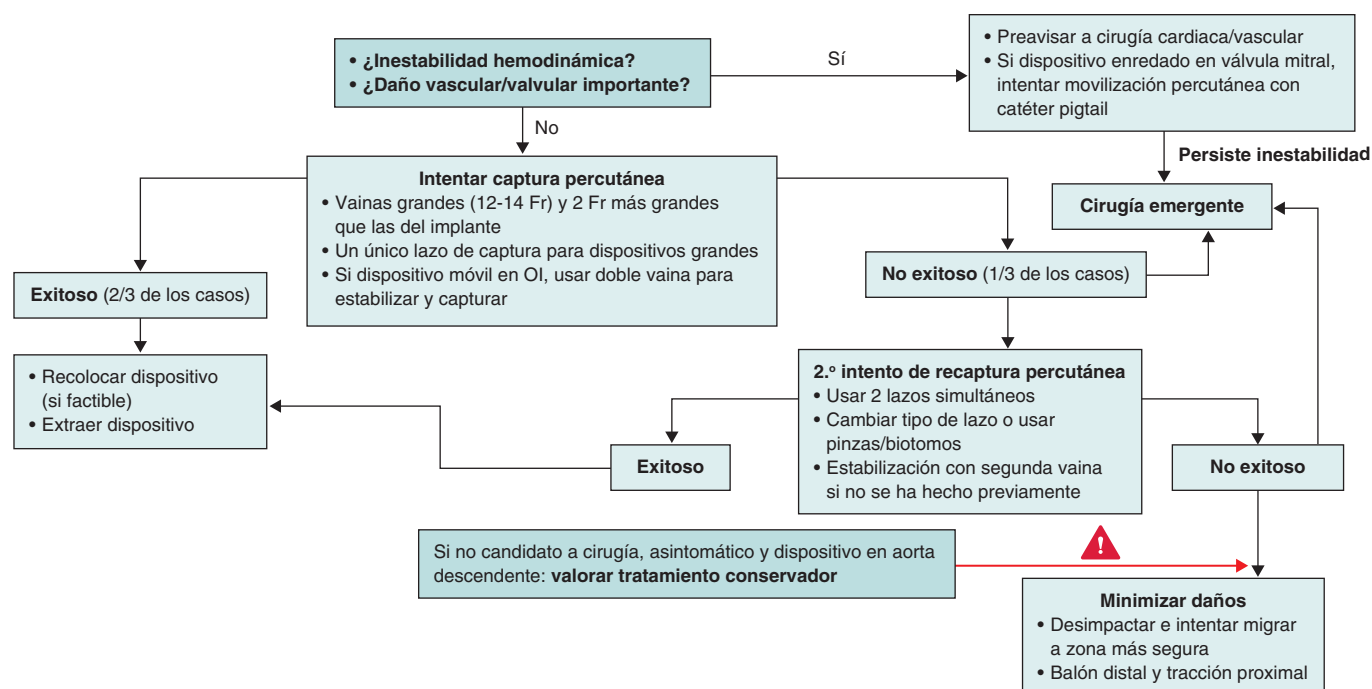 • ¿Inestabilidad hemodinámica?
• ¿Daño vascular/valvular importante?
Sí
• Preavisar a cirugía cardiaca/vascular
• Si dispositivo enredado en válvula mitral,
intentar movilización percutánea con
catéter pigtail
No
Persiste inestabilidad
Intentar captura percutánea
• Vainas grandes (12-14 Fr) y 2 Fr más grandes
que las del implante
• Un único lazo de captura para dispositivos grandes
• Si dispositivo móvil en OI, usar doble vaina para
estabilizar y capturar
Cirugía emergente
Exitoso (2/3 de los casos)
No exitoso (1/3 de los casos)
• Recolocar dispositivo
(si factible)
• Extraer dispositivo
2.º intento de recaptura percutánea
• Usar 2 lazos simultáneos
• Cambiar tipo de lazo o usar
pinzas/biotomos
• Estabilización con segunda vaina
si no se ha hecho previamente
Exitoso
No exitoso
Si no candidato a cirugía, asintomático y dispositivo en aorta
descendente: valorar tratamiento conservador
!
Minimizar daños
• Desimpactar e intentar migrar
a zona más segura
• Balón distal y tracción proximal